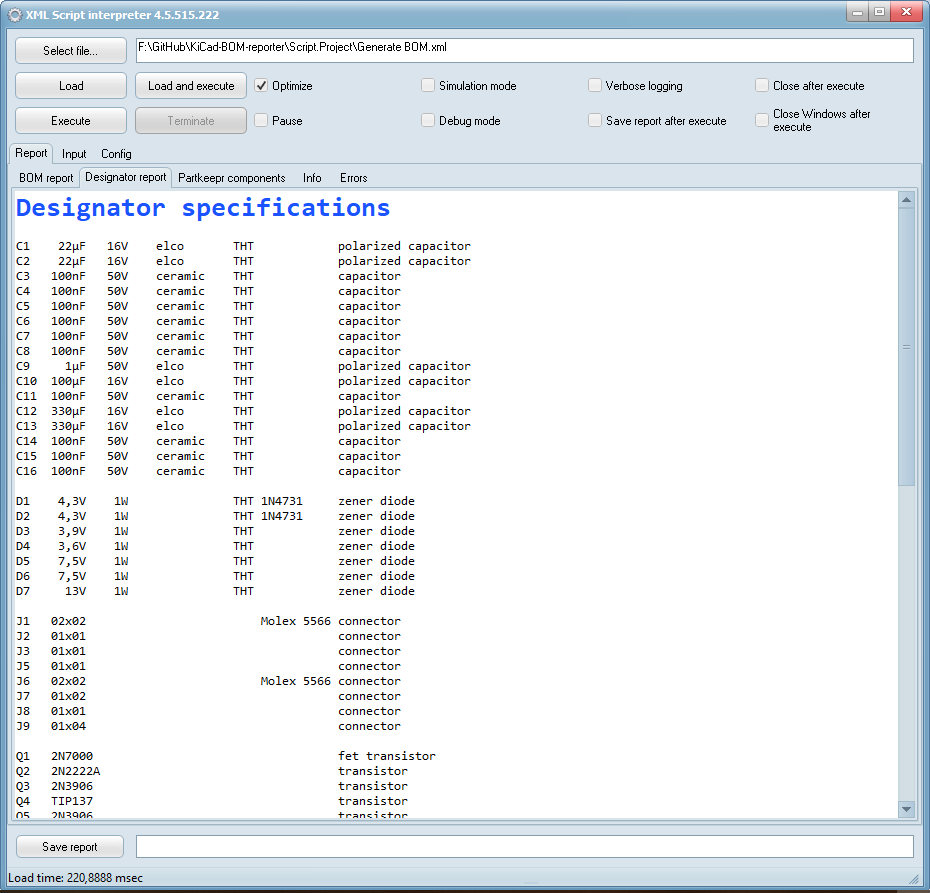 XML Script interpreter 4.5.515.222
Select file... F:\GitHub\KiCad-BOM-reporter\Script.Project\Generate BOM.xml
Load Load and execute Optimize Simulation mode Verbose logging Close after execute
Execute Terminate Pause Debug mode Save report after execute Close Windows after execute
Report Input Config
BOM report Designator report Partkeepr components Info Errors
Designator specifications
C1 22µF 16V elco THT polarized capacitor
C2 22µF 16V elco THT polarized capacitor
C3 100nF 50V ceramic THT capacitor
C4 100nF 50V ceramic THT capacitor
C5 100nF 50V ceramic THT capacitor
C6 100nF 50V ceramic THT capacitor
C7 100nF 50V ceramic THT capacitor
C8 100nF 50V ceramic THT capacitor
C9 1µF 50V elco THT polarized capacitor
C10 100µF 16V elco THT polarized capacitor
C11 100nF 50V ceramic THT capacitor
C12 330µF 16V elco THT polarized capacitor
C13 330µF 16V elco THT polarized capacitor
C14 100nF 50V ceramic THT capacitor
C15 100nF 50V ceramic THT capacitor
C16 100nF 50V ceramic THT capacitor
D1 4,3V 1W THT 1N4731 zener diode
D2 4,3V 1W THT 1N4731 zener diode
D3 3,9V 1W THT zener diode
D4 3,6V 1W THT zener diode
D5 7,5V 1W THT zener diode
D6 7,5V 1W THT zener diode
D7 13V 1W THT zener diode
J1 02x02 Molex 5566 connector
J2 01x01 connector
J3 01x01 connector
J5 01x01 connector
J6 02x02 Molex 5566 connector
J7 01x02 connector
J8 01x01 connector
J9 01x04 connector
Q1 2N7000 fet transistor
Q2 2N2222A transistor
Q3 2N3906 transistor
Q4 TIP137 transistor
Q5 2N3906 transistor
Save report
Load time: 220,8888 msec